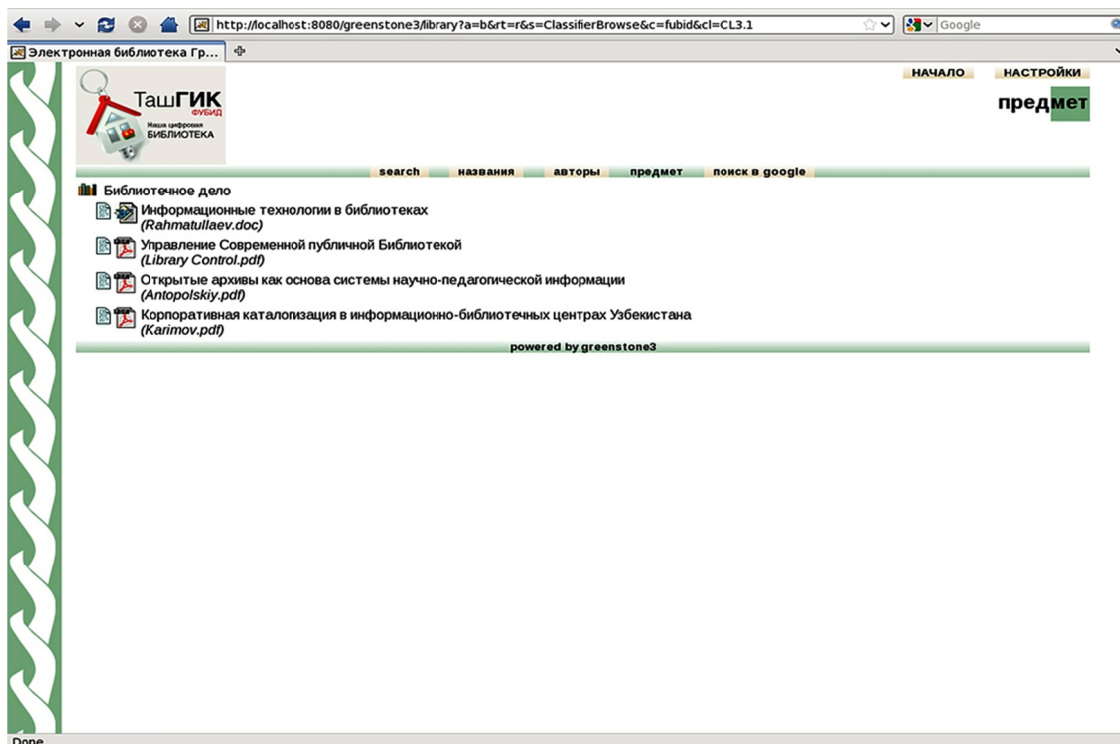 http://localhost:8080/greenstone3/library?a=b&rt=r&s=ClassifierBrowse&c=fubid&cl=CL3.1
Google
Электронная библиотека Гр...
НАЧАЛО НАСТРОЙКИ
ТашГИК
ФУБИД
Наша цифровая
БИБЛИОТЕКА
предмет
search названия авторы предмет поиск в google
Библиотечное дело
Информационные технологии в библиотеках
(Rahmatullaev.doc)
Управление Современной публичной Библиотекой
(Library Control.pdf)
Открытые архивы как основа системы научно-педагогической информации
(Antopolskiy.pdf)
Корпоративная каталогизация в информационно-библиотечных центрах Узбекистана
(Karimov.pdf)
powered by greenstone3
Done